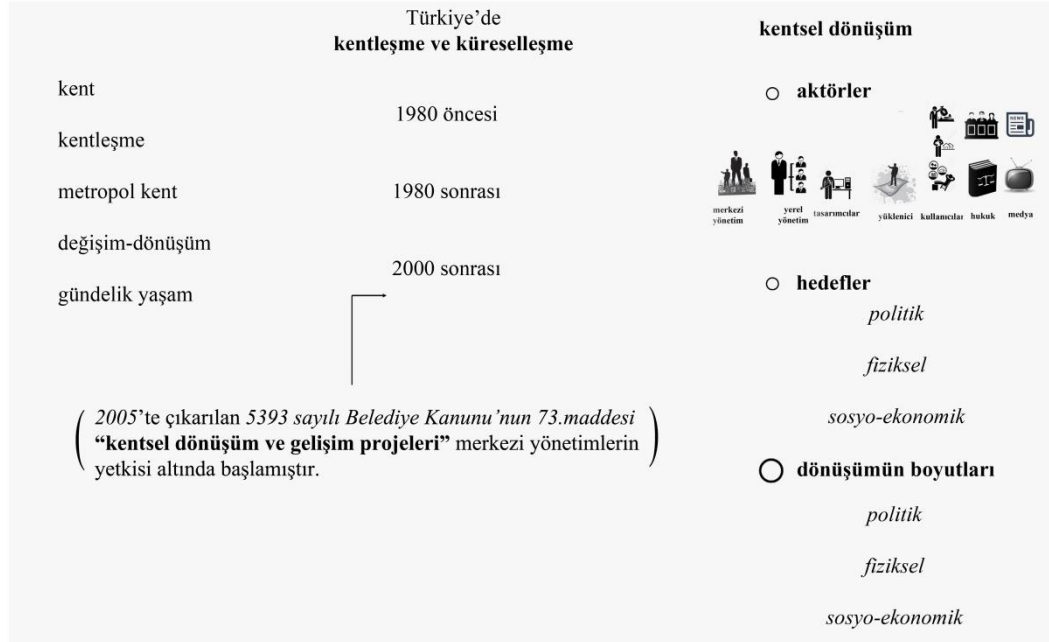 Türkiye’de
kentleşme ve küreselleşme
kent
kentleşme
metropol kent
değişim-dönüşüm
gündelik yaşam
1980 öncesi
1980 sonrası
2000 sonrası
( 2005’te çıkarılan 5393 sayılı Belediye Kanunu’nun 73.maddesi
“kentsel dönüşüm ve gelişim projeleri” merkezi yönetimlerin
yetkisi altında başlamıştır. )
kentsel dönüşüm
aktörler
NEWS
merkezi
yönetim
yerel
yönetim
tasarımcılar
yüklenici
kullanıcılar
hukuk
medya
hedefler
politik
fiziksel
sosyo-ekonomik
dönüşümün boyutları
politik
fiziksel
sosyo-ekonomik